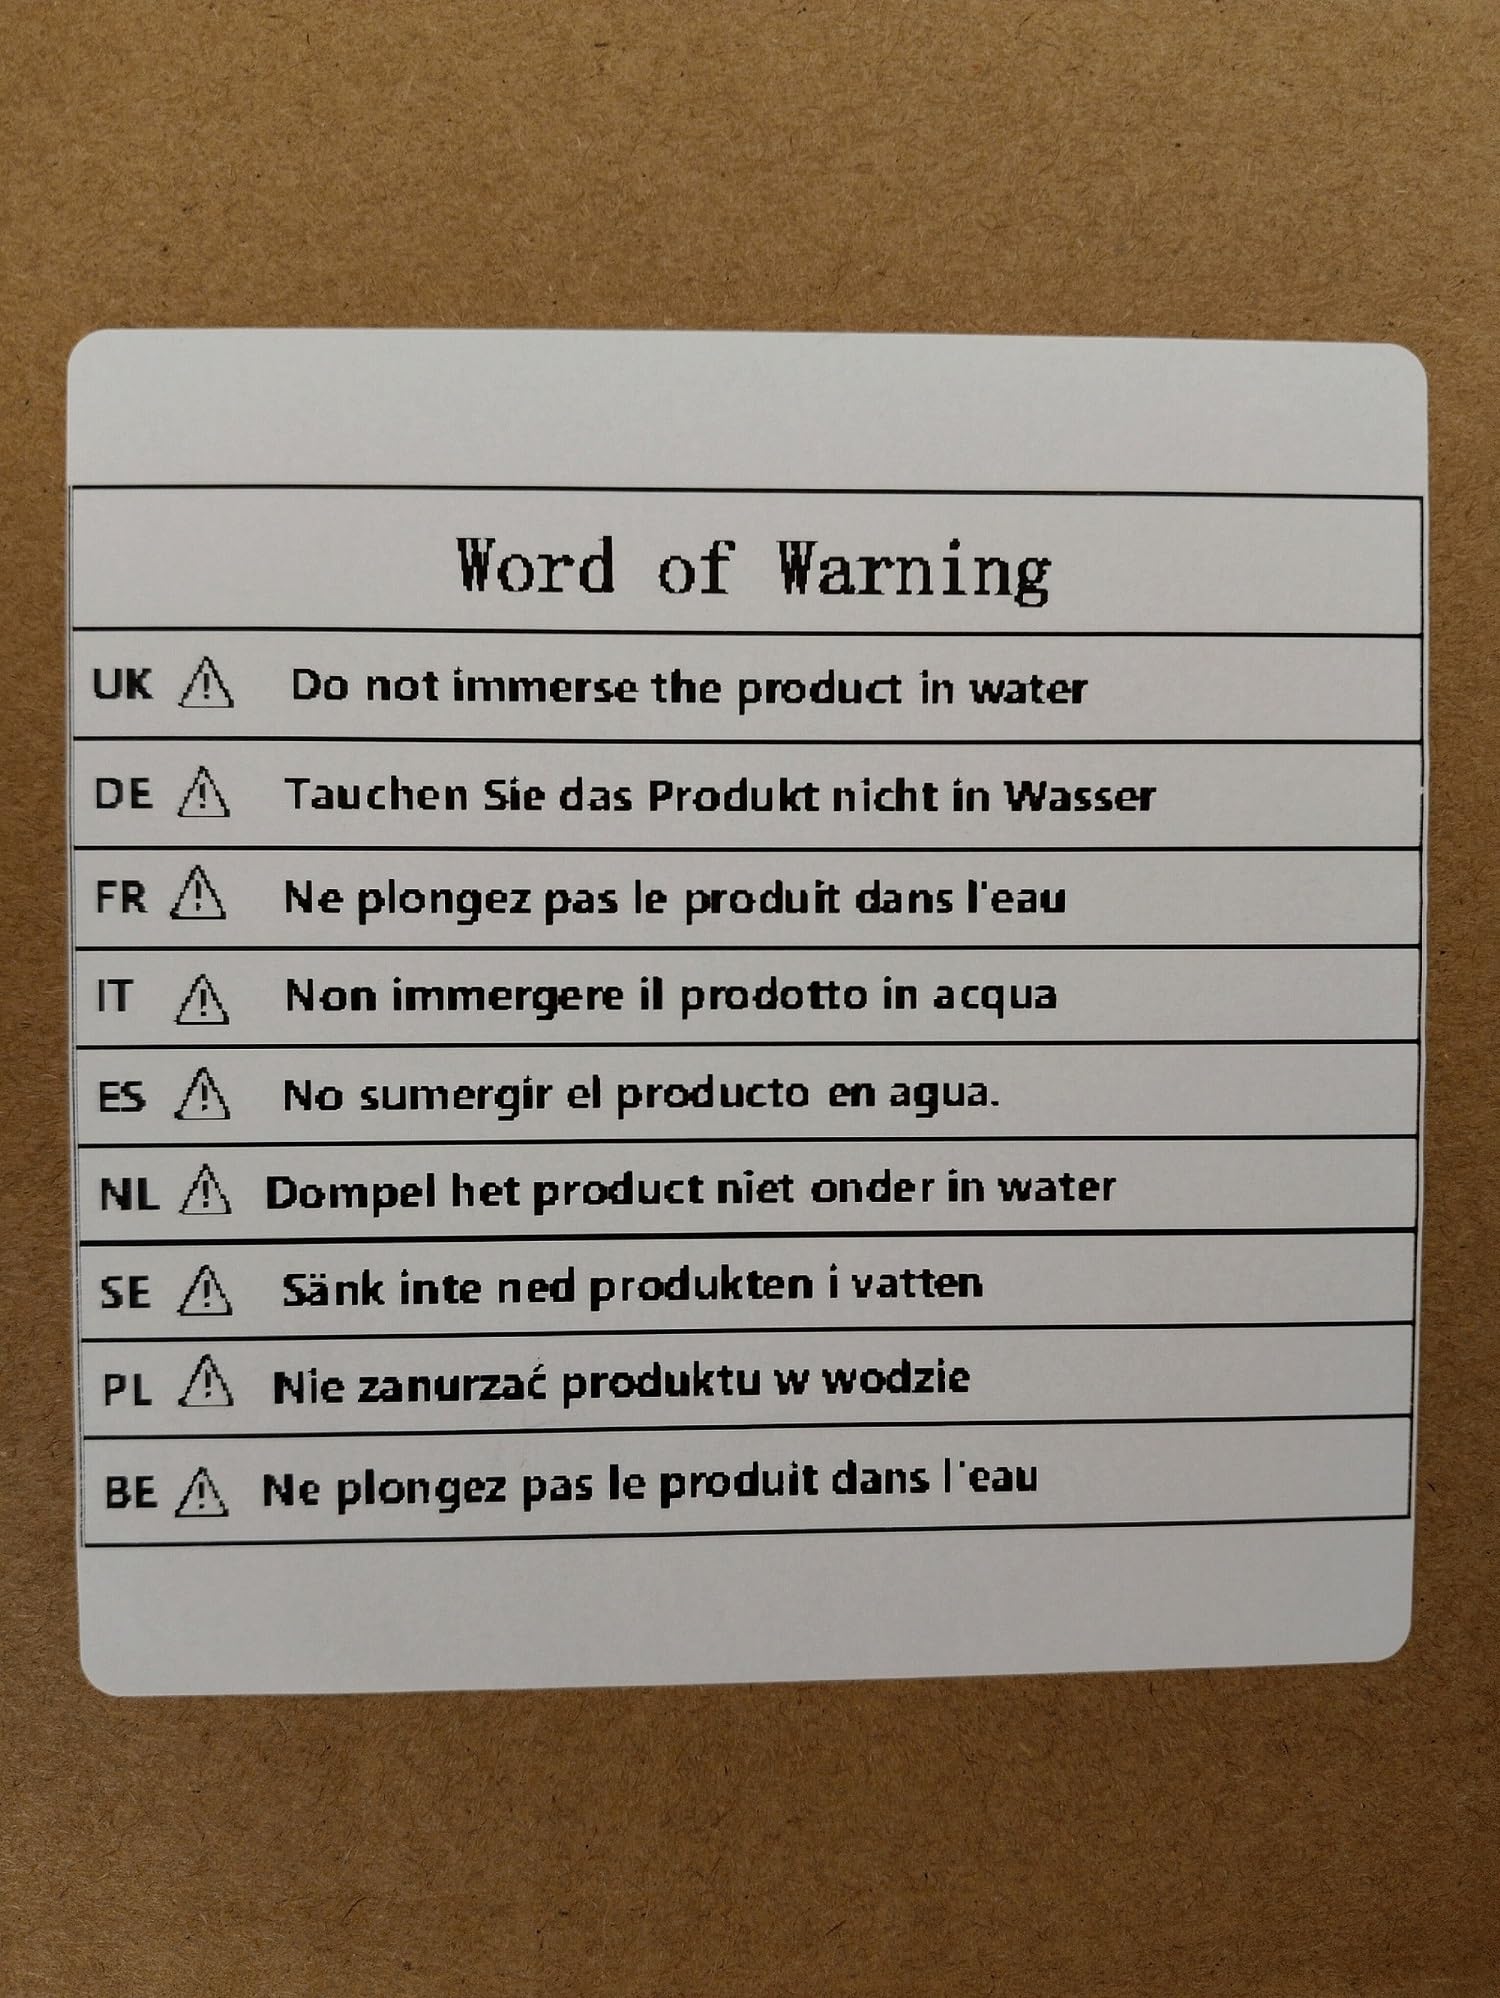 Word of Warning
UK ⚠ Do not immerse the product in water
DE ⚠ Tauchen Sie das Produkt nicht in Wasser
FR ⚠ Ne plongez pas le produit dans l'eau
IT ⚠ Non immergere il prodotto in acqua
ES ⚠ No sumergir el producto en agua.
NL ⚠ Dompel het product niet onder in water
SE ⚠ Sänk inte ned produkten i vatten
PL ⚠ Nie zanurzać produktu w wodzie
BE ⚠ Ne plongez pas le produit dans l'eau